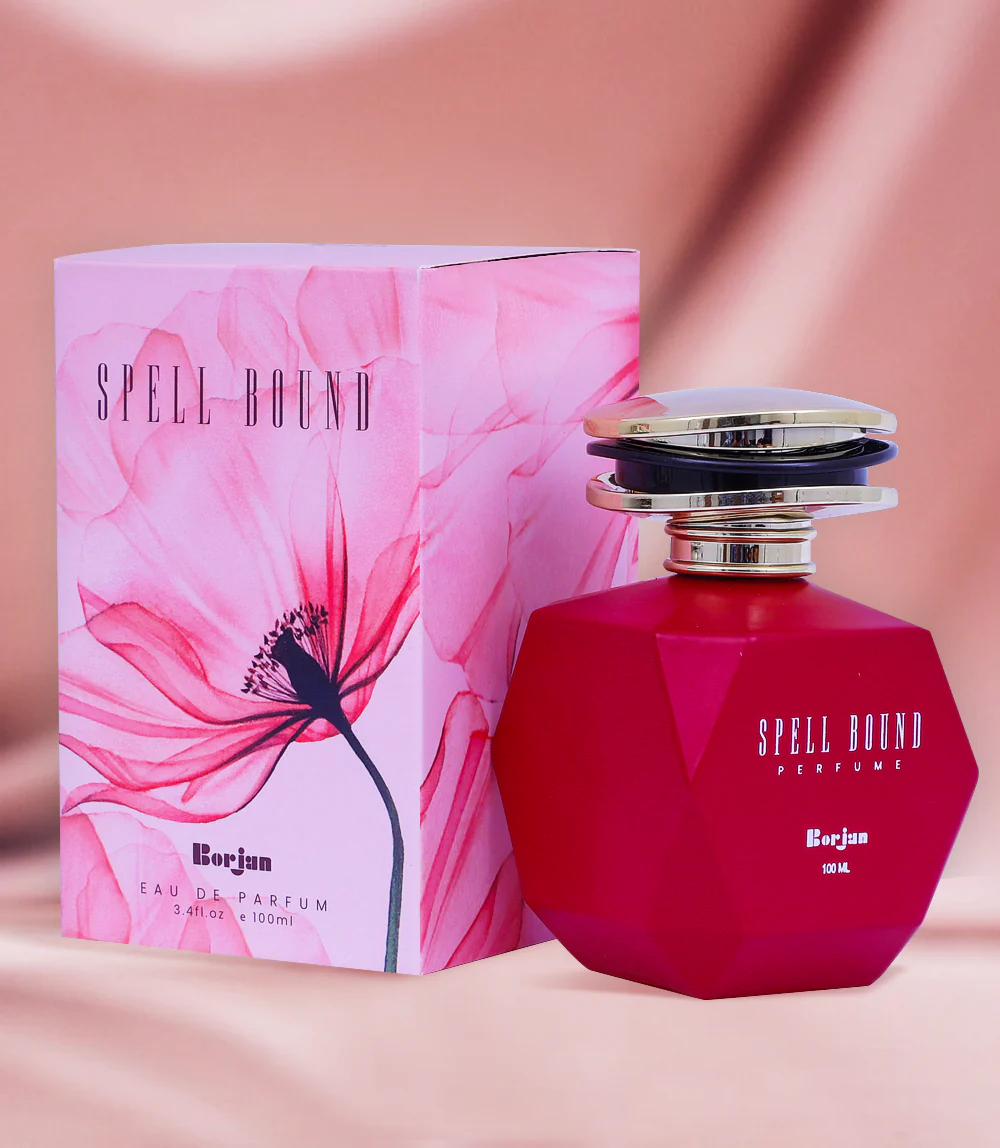 SPELL BOUND
Borjan
EAU DE PARFUM
3.4fl.oz e 100ml
SPELL BOUND
PERFUME
Borjan
100 ML